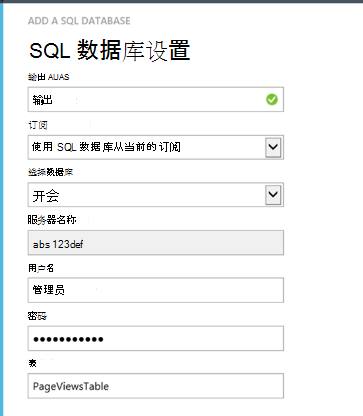 ADD A SQL DATABASE
SQL 数据库设置
输出 AUAS
输出
订阅
使用 SQL 数据库从当前的订阅
选择数据库
开会
服务器名称
abs 123def
用户名
管理员
密码
●●●●●●●●●●●
表
PageViewsTable